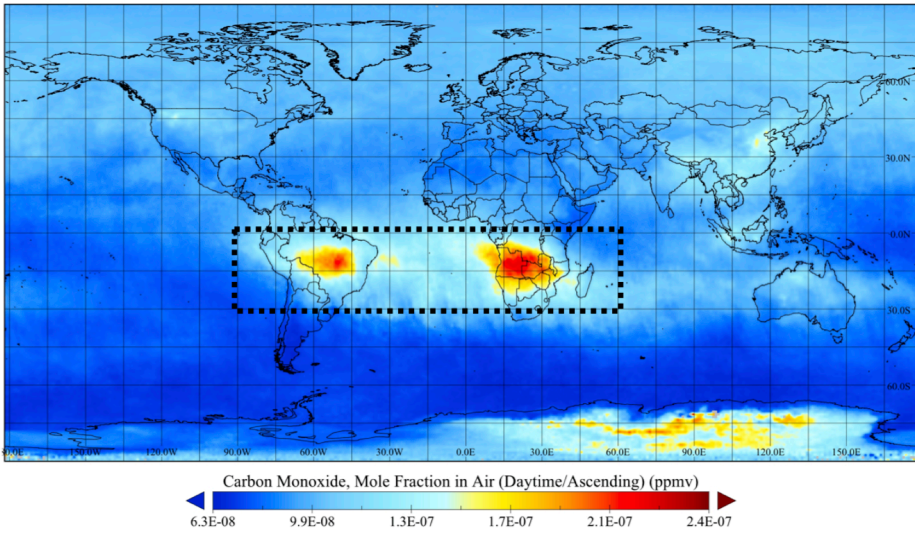 60.0N
30.0N
0.0N
30.0S
60.0S
150.0W 120.0W 90.0W 60.0W 30.0W 0.0E 30.0E 60.0E 90.0E 120.0E 150.0E
Carbon Monoxide, Mole Fraction in Air (Daytime/Ascending) (ppmv)
6.3E-08 9.9E-08 1.3E-07 1.7E-07 2.1E-07 2.4E-07